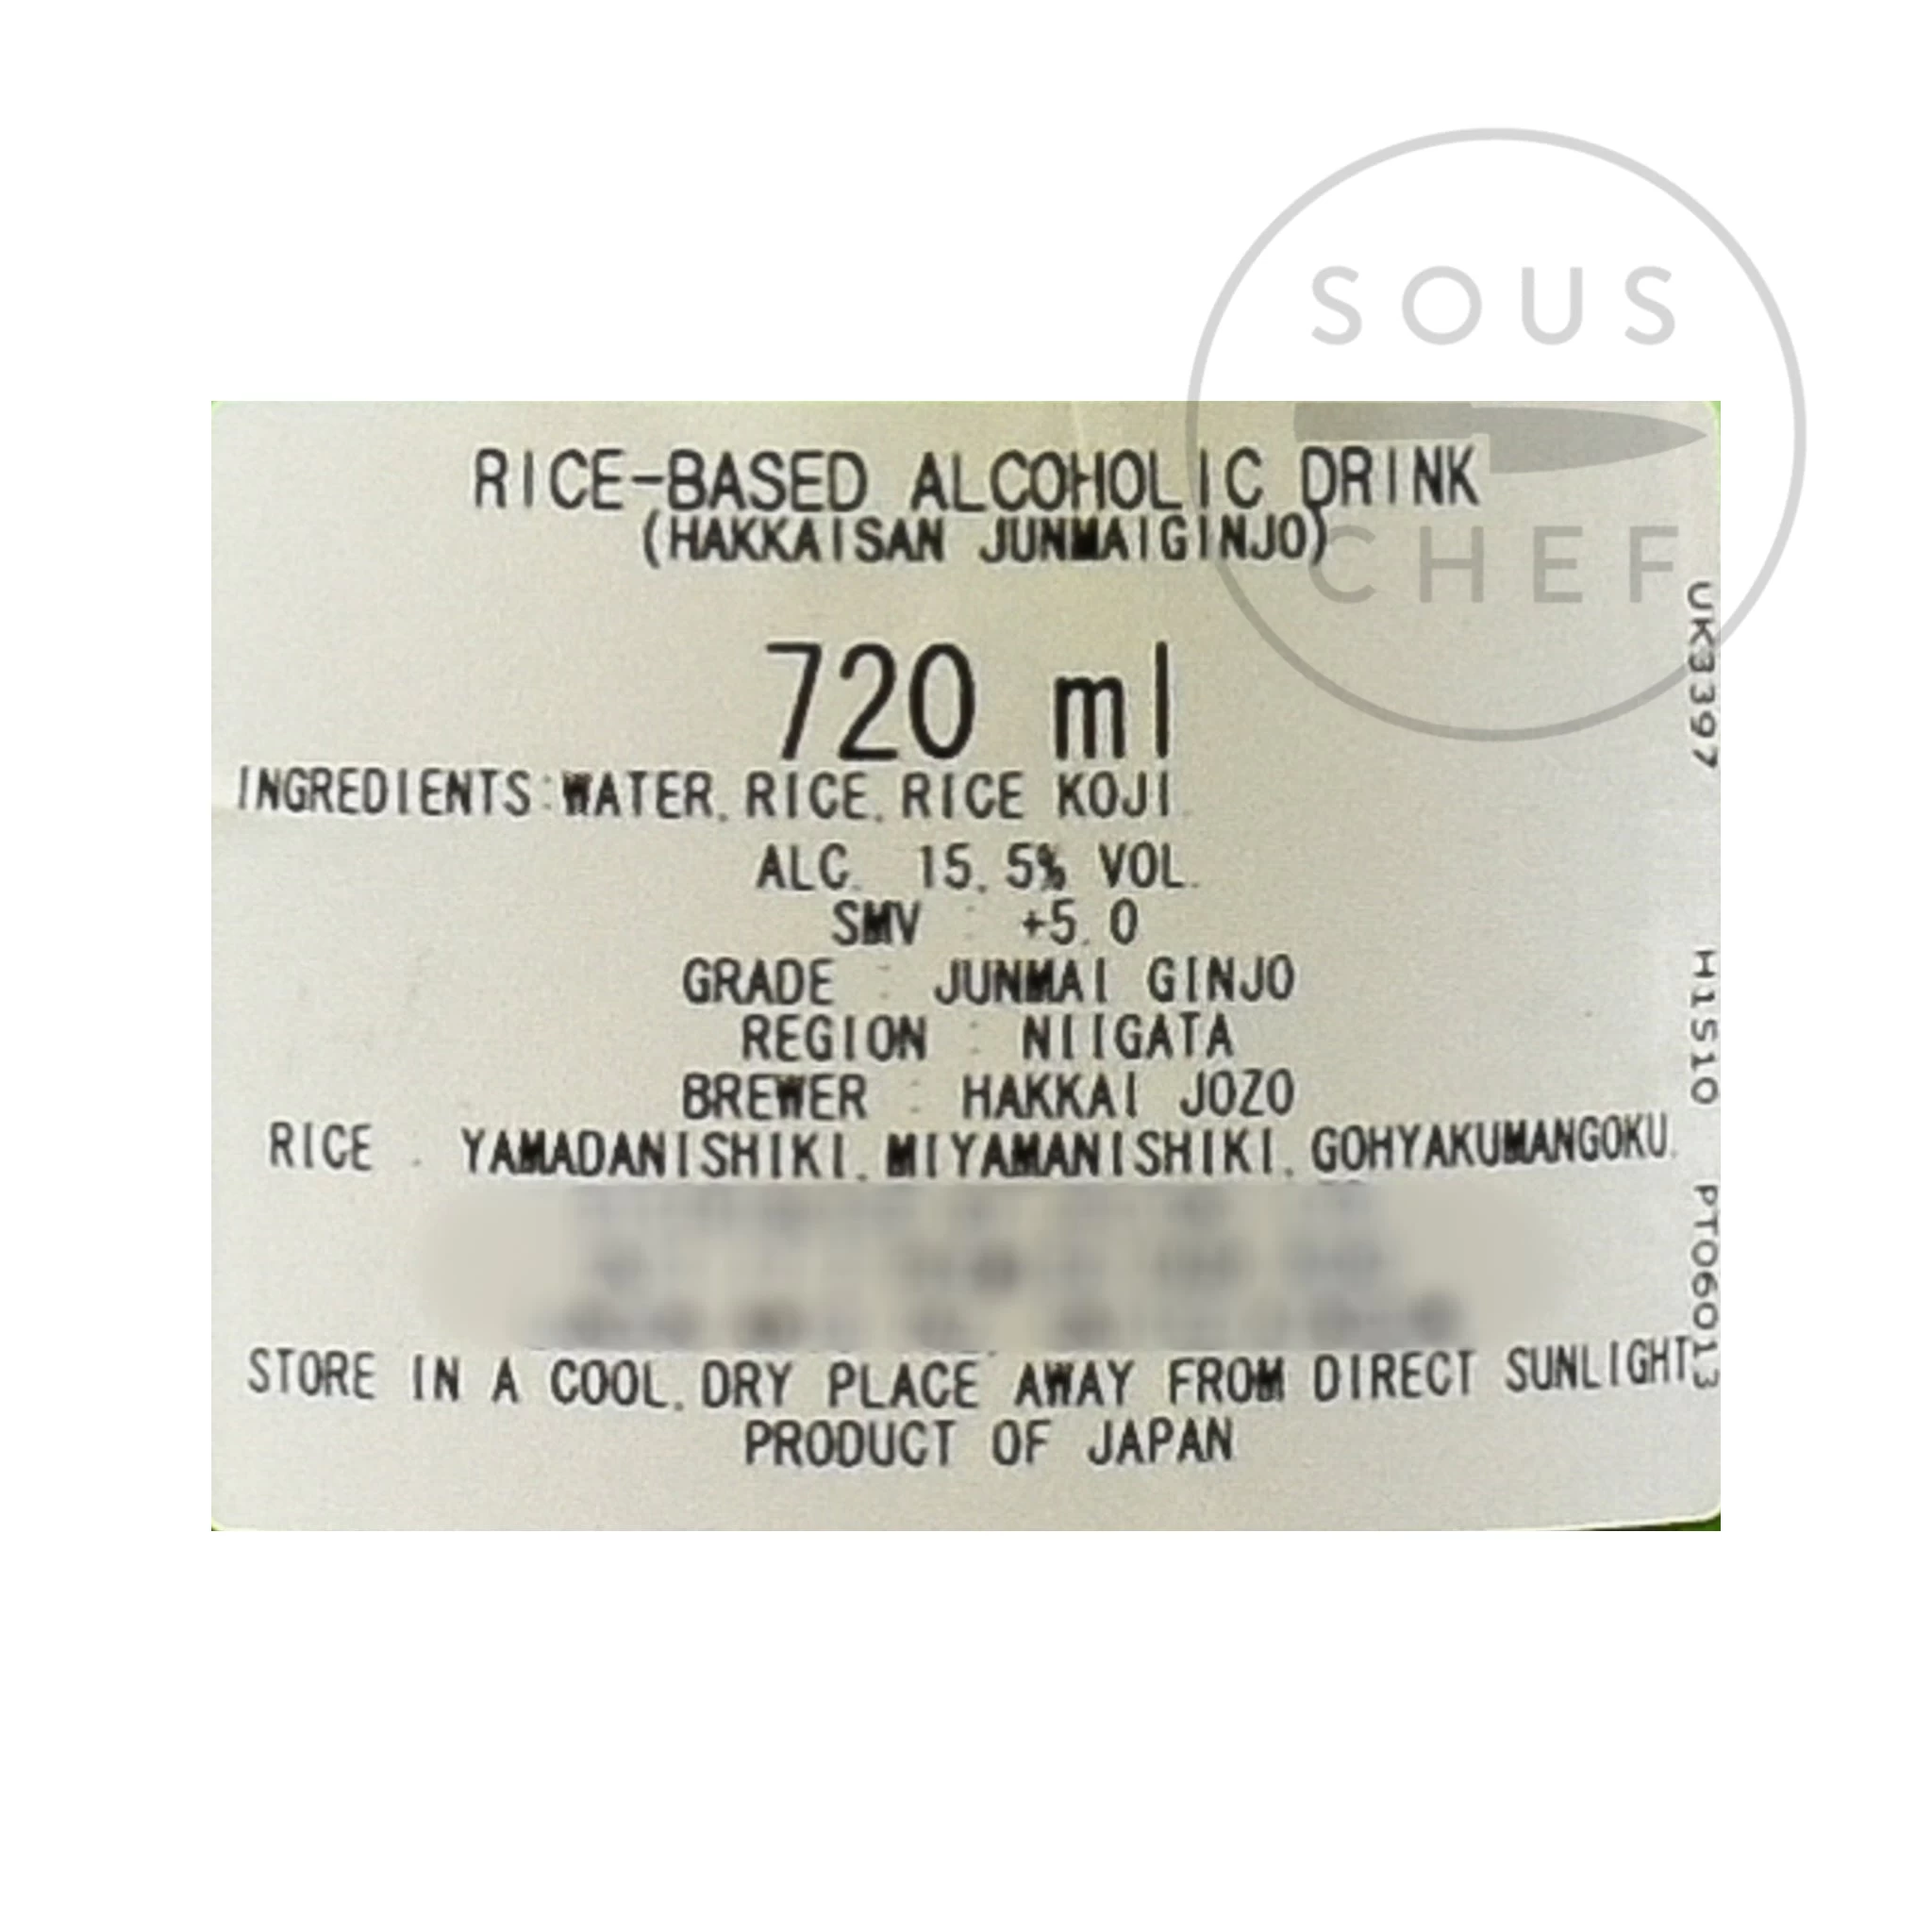 SOUS
CHEF
RICE-BASED ALCOHOLIC DRINK
(HAKKAISAN JUNMAIGINJO)
720 ml
INGREDIENTS:WATER, RICE, RICE KOJI.
ALC. 15.5% VOL.
SMV : +5.0
GRADE : JUNMAI GINJO
REGION : NIIGATA
BREWER : HAKKAI JOZO
RICE : YAMADANISHIKI, MIYAMANISHIKI, GOHYAKUMANGOKU.
STORE IN A COOL, DRY PLACE AWAY FROM DIRECT SUNLIGHT
PRODUCT OF JAPAN
UK3397 H1S10 PT06013